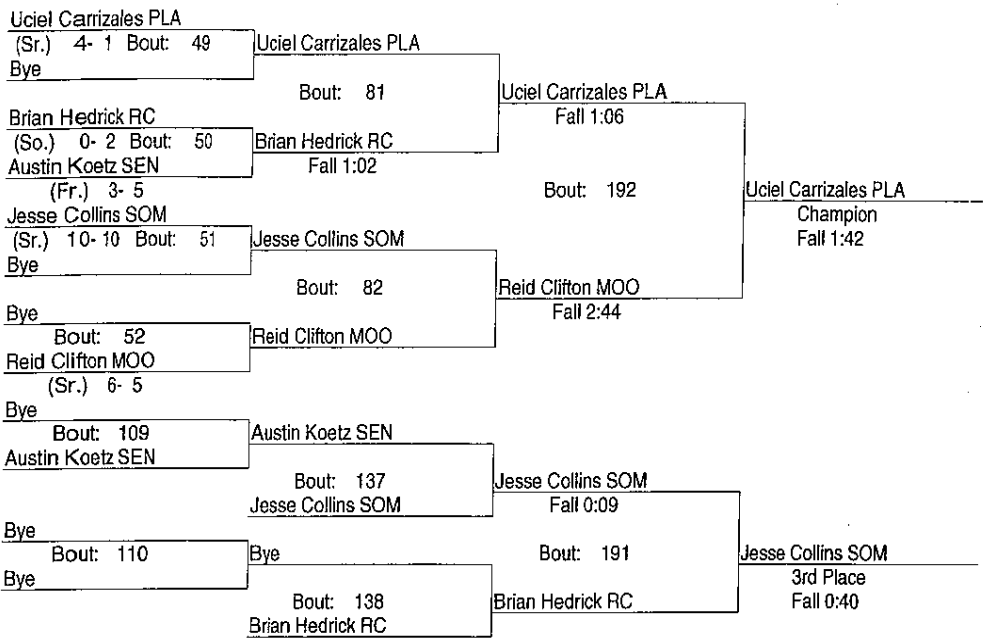 Uciel Carrizales PLA
(Sr.) 4- 1 Bout: 49
Bye
Uciel Carrizales PLA
Bout: 81
Brian Hedrick RC
(So.) 0- 2 Bout: 50
Austin Koetz SEN
(Fr.) 3- 5
Brian Hedrick RC
Fall 1:02
Uciel Carrizales PLA
Fall 1:06
Jesse Collins SOM
(Sr.) 10- 10 Bout: 51
Bye
Jesse Collins SOM
Bout: 82
Bye
Bout: 52
Reid Clifton MOO
(Sr.) 6- 5
Reid Clifton MOO
Reid Clifton MOO
Fall 2:44
Bout: 192
Uciel Carrizales PLA
Champion
Fall 1:42
Bye
Bout: 109
Austin Koetz SEN
Austin Koetz SEN
Bout: 137
Jesse Collins SOM
Jesse Collins SOM
Fall 0:09
Bye
Bout: 110
Bye
Bye
Bout: 138
Brian Hedrick RC
Brian Hedrick RC
Bout: 191
Jesse Collins SOM
3rd Place
Fall 0:40